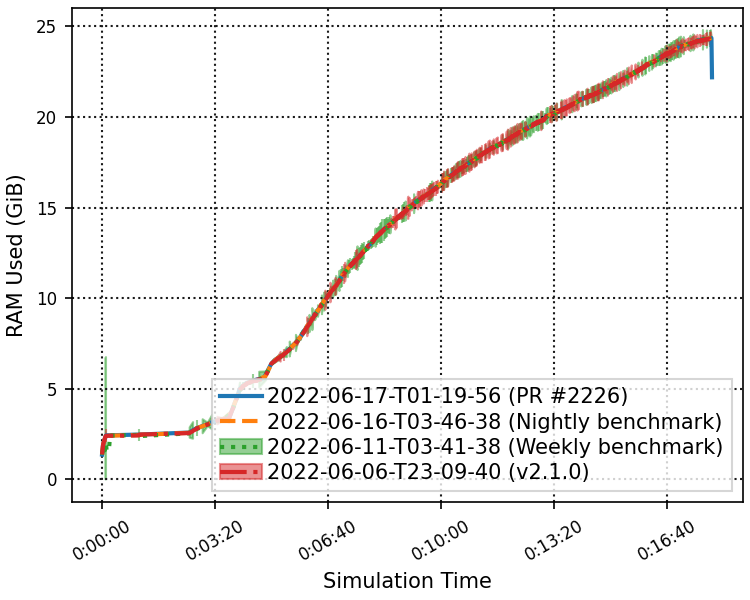 25
20
15
10
5
0
RAM Used (GiB)
2022-06-17-T01-19-56 (PR #2226)
2022-06-16-T03-46-38 (Nightly benchmark)
2022-06-11-T03-41-38 (Weekly benchmark)
2022-06-06-T23-09-40 (v2.1.0)
0:00:00
0:03:20
0:06:40
0:10:00
0:13:20
0:16:40
Simulation Time